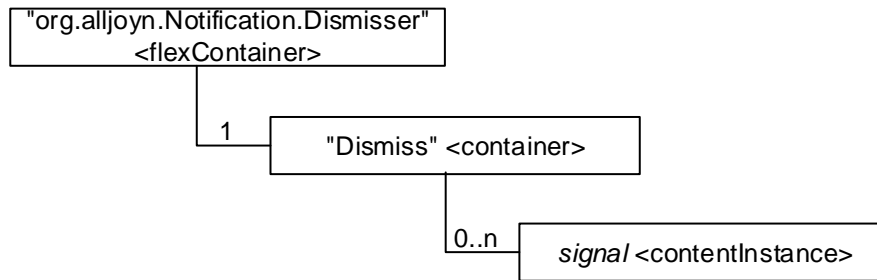 "org.alljoyn.Notification.Dismisser"
<flexContainer>
1
"Dismiss" <container>
0..n
signal <contentInstance>